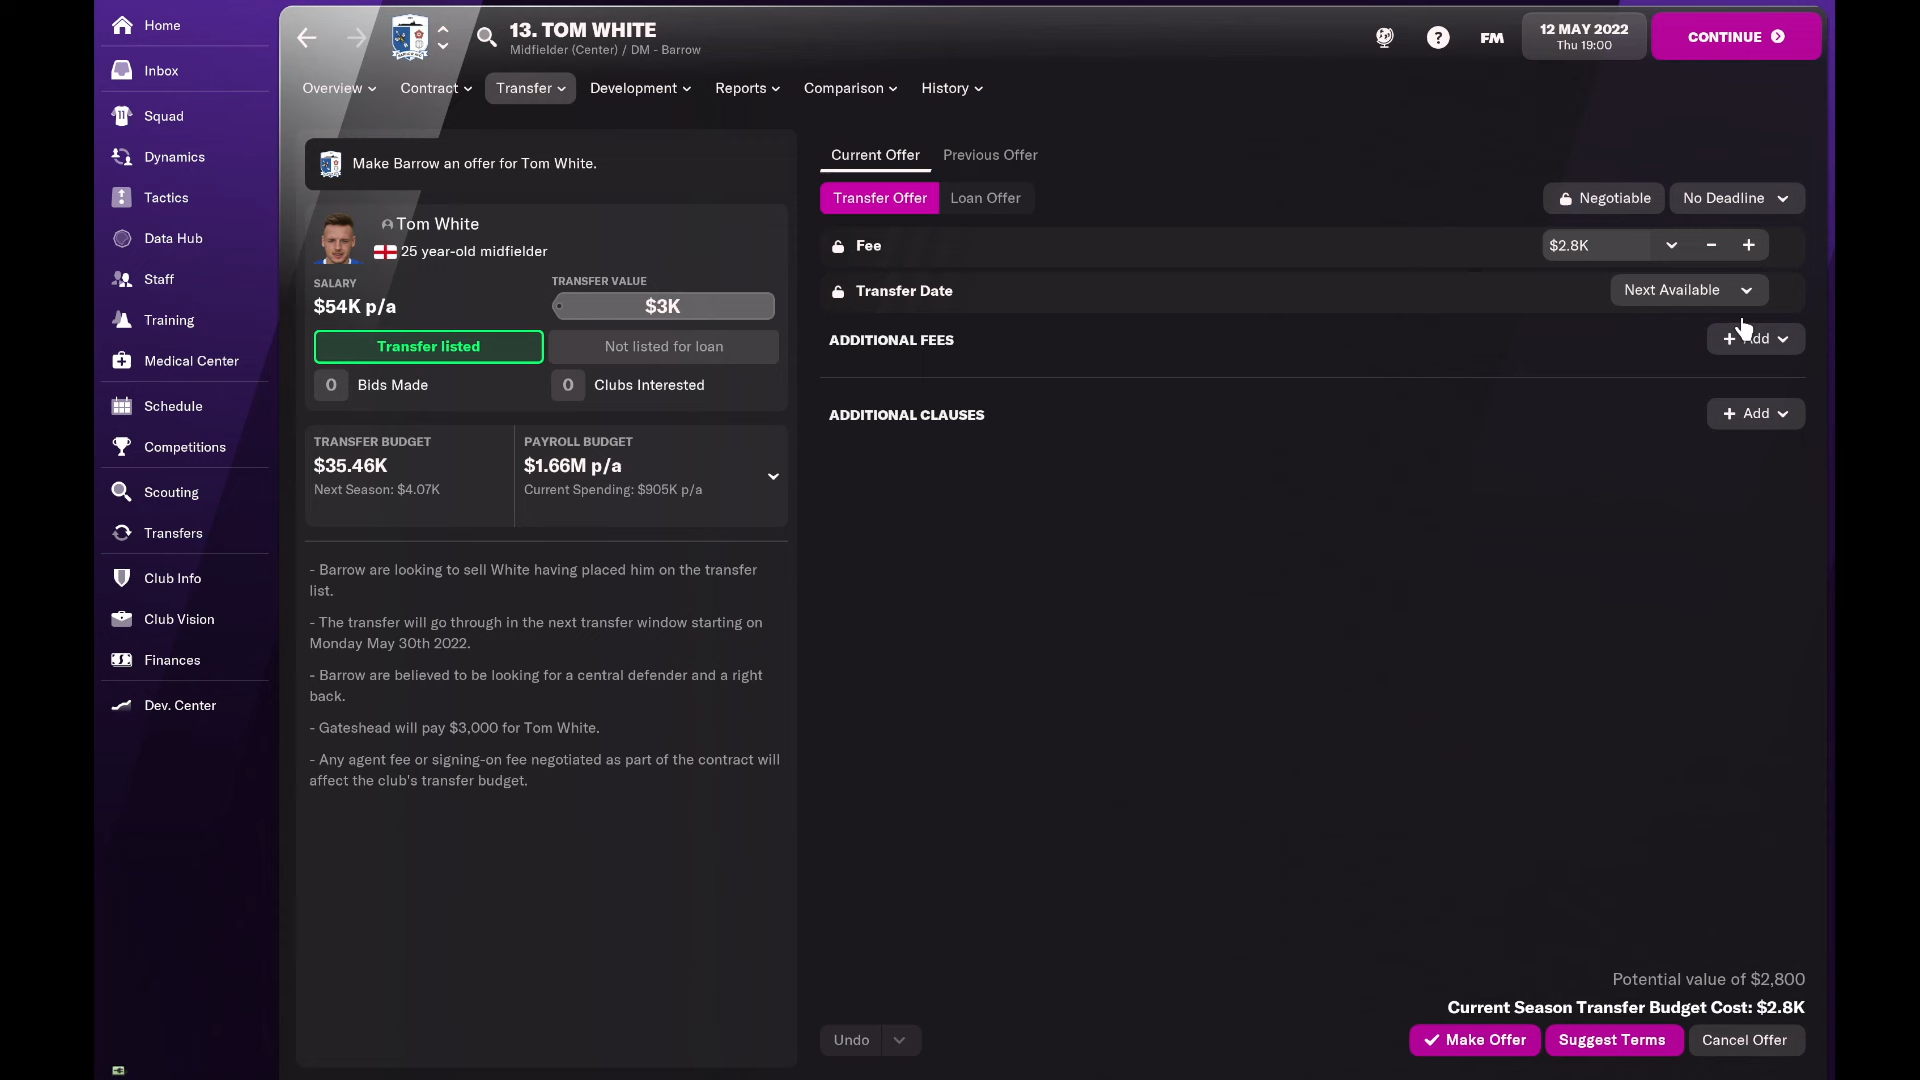 Home
Inbox
Squad
Dynamics
Tactics
Data Hub
Staff
Training
Medical Center
Schedule
Competitions
Scouting
Transfers
Club Info
Club Vision
Finances
Dev. Center
13. TOM WHITE
Midfielder (Center) / DM - Barrow
FM
12 MAY 2022
Thu 19:00
CONTINUE
Overview
Contract
Transfer
Development
Reports
Comparison
History
Make Barrow an offer for Tom White.
Tom White
25 year-old midfielder
SALARY
$54K p/a
TRANSFER VALUE
$3K
Transfer listed
Not listed for loan
0 Bids Made
0 Clubs Interested
TRANSFER BUDGET
$35.46K
Next Season: $4.07K
PAYROLL BUDGET
$1.66M p/a
Current Spending: $905K p/a
- Barrow are looking to sell White having placed him on the transfer
list.
- The transfer will go through in the next transfer window starting on
Monday May 30th 2022.
- Barrow are believed to be looking for a central defender and a right
back.
- Gateshead will pay $3,000 for Tom White.
- Any agent fee or signing-on fee negotiated as part of the contract will
affect the club's transfer budget.
Current Offer
Previous Offer
Transfer Offer
Loan Offer
Negotiable
No Deadline
Fee
$2.8K
Transfer Date
Next Available
ADDITIONAL FEES
+ Add
ADDITIONAL CLAUSES
+ Add
Potential value of $2,800
Current Season Transfer Budget Cost: $2.8K
Undo
Make Offer
Suggest Terms
Cancel Offer